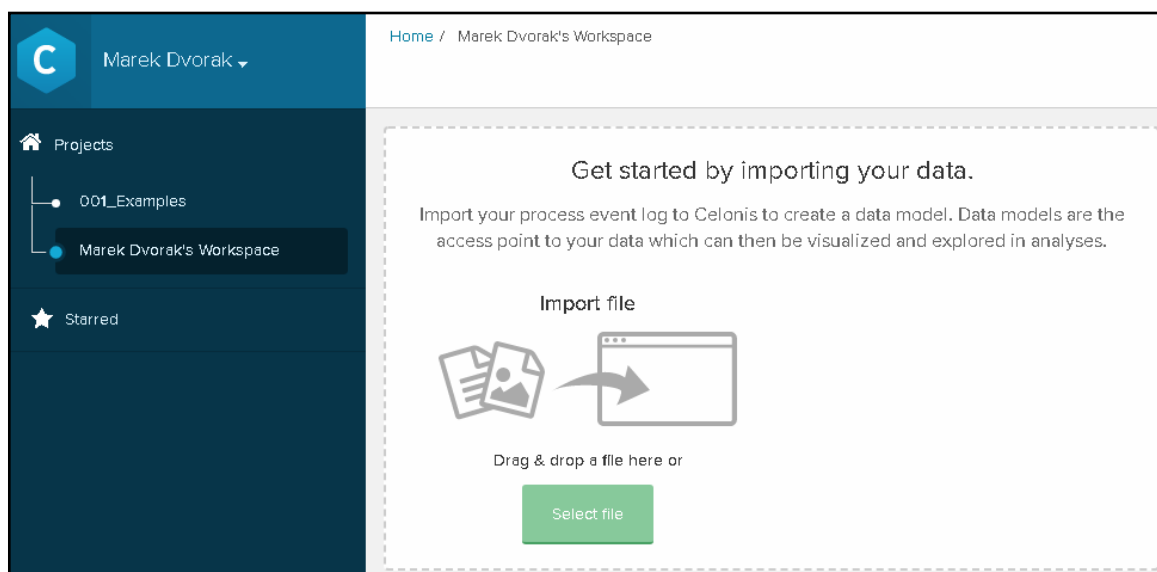 C
Marek Dvorak
Home / Marek Dvorak's Workspace
Projects
001_Examples
Marek Dvorak's Workspace
Starred
Get started by importing your data.
Import your process event log to Celonis to create a data model. Data models are the
access point to your data which can then be visualized and explored in analyses.
Import file
Drag & drop a file here or
Select file